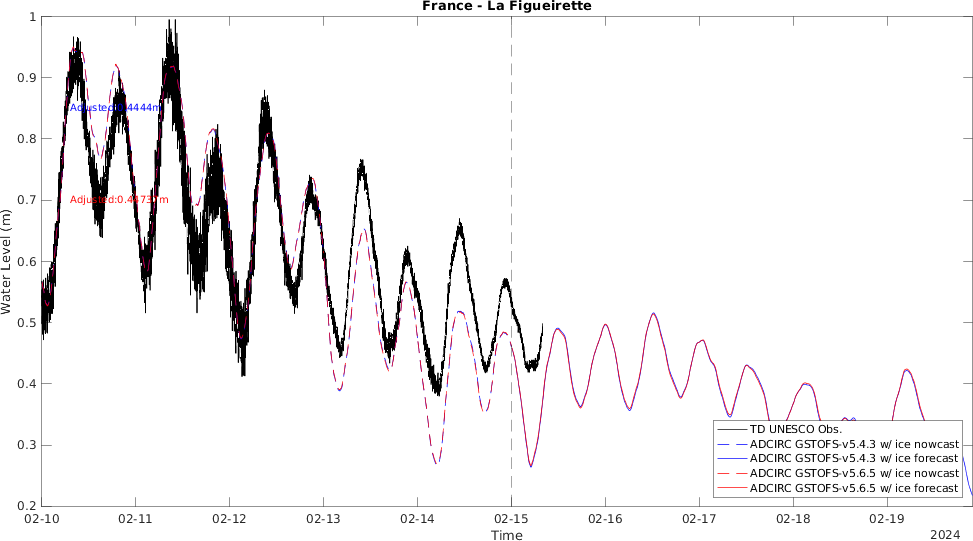 France - La Figueirette
Water Level (m)
1
0.9
0.8
0.7
0.6
0.5
0.4
0.3
0.2
Adjusted:0.4444m
Adjusted:0.44737m
TD UNESCO Obs.
ADCIRC GSTOFS-v5.4.3 w/ ice nowcast
ADCIRC GSTOFS-v5.4.3 w/ ice forecast
ADCIRC GSTOFS-v5.6.5 w/ ice nowcast
ADCIRC GSTOFS-v5.6.5 w/ ice forecast
02-10 02-11 02-12 02-13 02-14 02-15 02-16 02-17 02-18 02-19
Time
2024